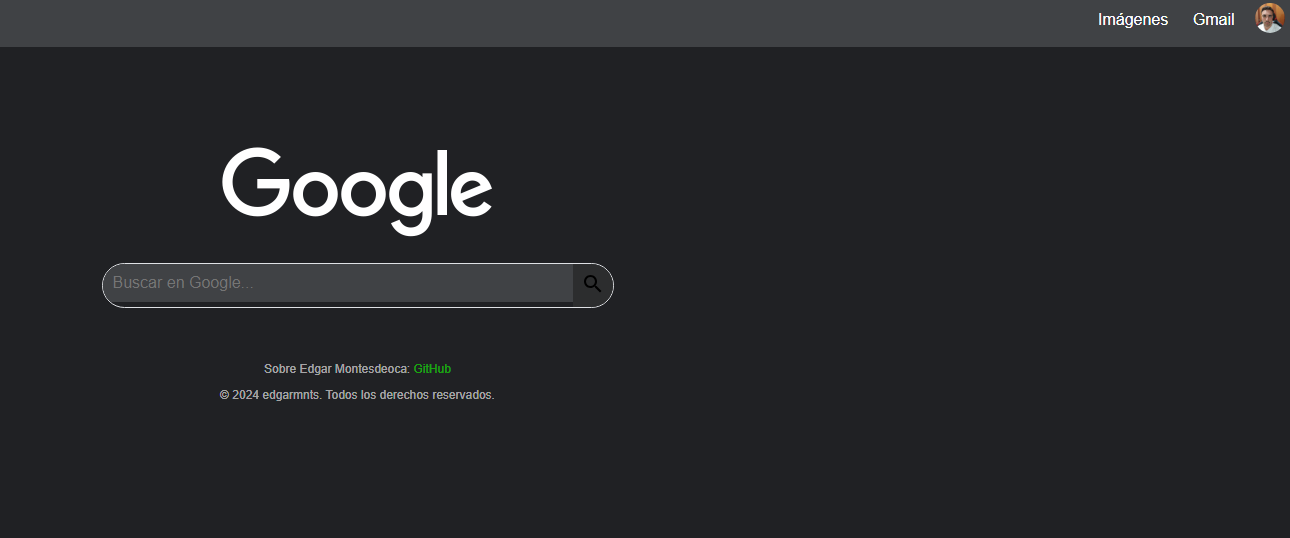 Imágenes Gmail
Google
Buscar en Google...
Sobre Edgar Montesdeoca: GitHub
© 2024 edgarmnts. Todos los derechos reservados.